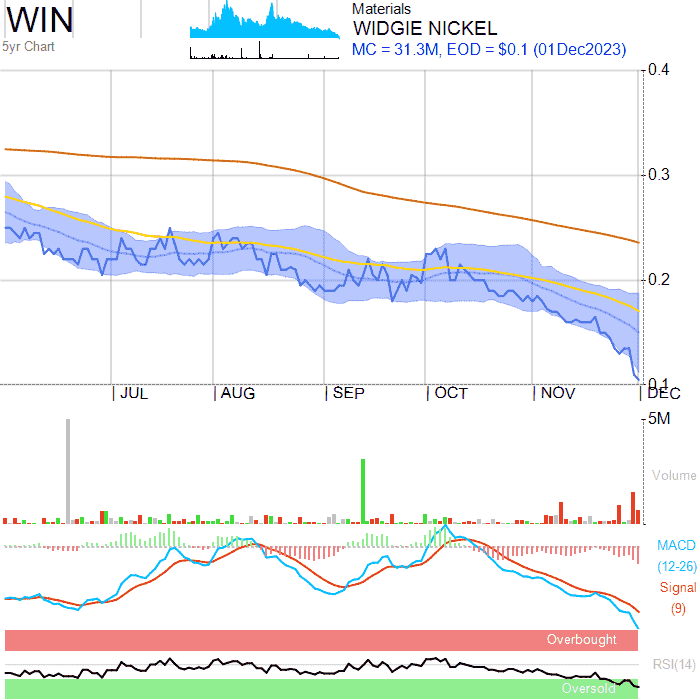 WIN
5yr Chart
Materials
WIDGIE NICKEL
MC = 31.3M, EOD = $0.1 (01Dec2023)
0.4
0.3
0.2
0.1
JUL
AUG
SEP
OCT
NOV
DEC
5M
Volume
MACD
(12-26)
Signal
(9)
Overbought
RSI(14)
Oversold